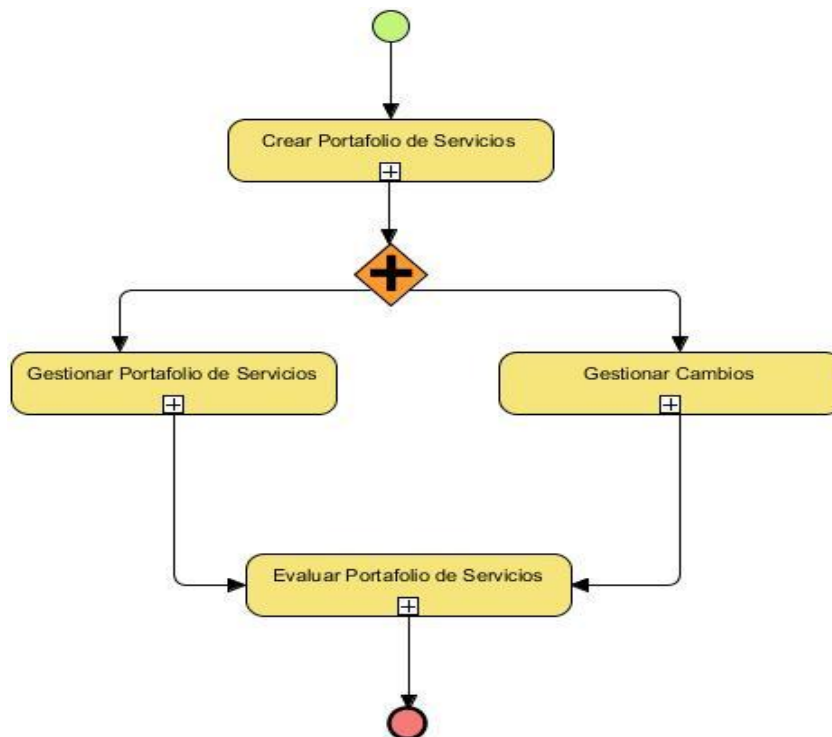 Crear Portafolio de Servicios
Gestionar Portafolio de Servicios
Gestionar Cambios
Evaluar Portafolio de Servicios